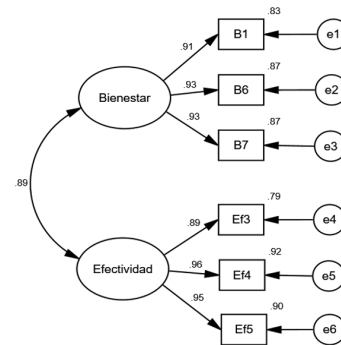 .83
B1
e1
.91
.87
Bienestar
.93
B6
e2
.93
.87
B7
e3
.89
.79
.89
Ef3
e4
.92
Efectividad
.96
Ef4
e5
.95
.90
Ef5
e6